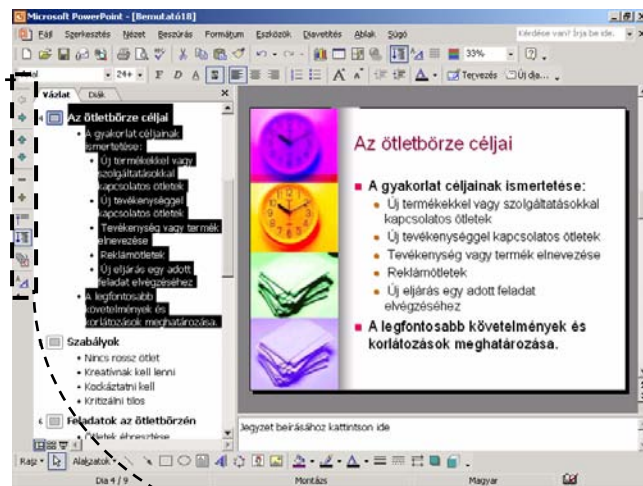 Microsoft PowerPoint - [Bemutató18]
Fájl Szerkesztés Nézet Beszúrás Formátum Eszközök Diavetítés Ablak Súgó
Kérdése van? Írja be ide.
33%
24+ F D A S Tervezés Új dia...
Vázlat Diák
4 Az ötletbörze céljai
• A gyakorlat céljainak
ismertetése:
• Új termékekkel vagy
szolgáltatásokkal
kapcsolatos ötletek
• Új tevékenységgel
kapcsolatos ötletek
• Tevékenység vagy termék
elnevezése
• Reklámötletek
• Új eljárás egy adott
feladat elvégzéséhez
• A legfontosabb
követelmények és
korlátozások meghatározása.
Szabályok
• Nincs rossz ötlet
• Kreatívnak kell lenni
• Kockáztatni kell
• Kritizálni tilos
6 Feladatok az ötletbörzén
• Ötletek ébresztése
Az ötletbörze céljai
A gyakorlat céljainak ismertetése:
• Új termékekkel vagy szolgáltatásokkal
kapcsolatos ötletek
• Új tevékenységgel kapcsolatos ötletek
• Tevékenység vagy termék elnevezése
• Reklámötletek
• Új eljárás egy adott feladat
elvégzéséhez
A legfontosabb követelmények és
korlátozások meghatározása.
Jegyzet beírásához kattintson ide
Rajz Alakzatok
Dia 4 / 9 Montázs Magyar